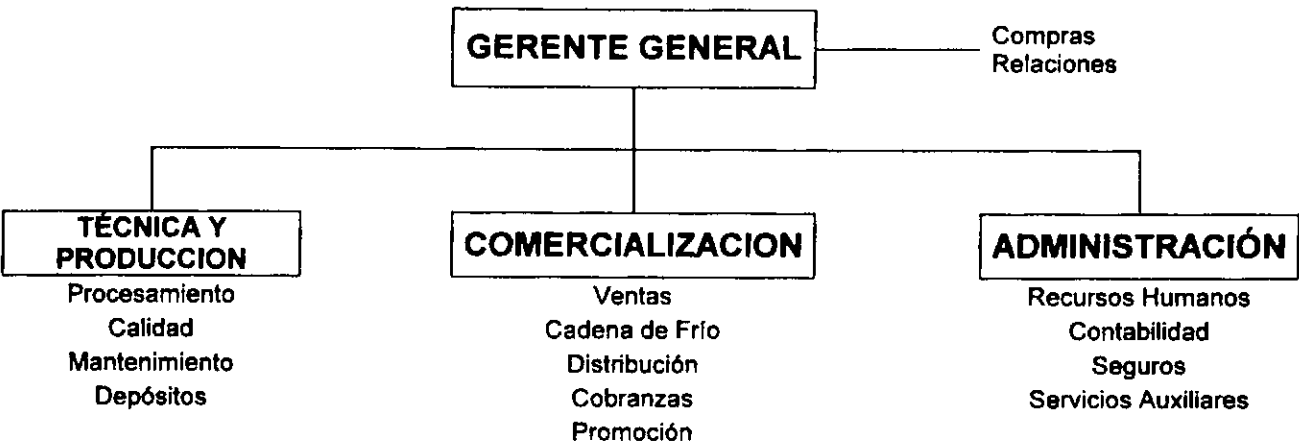 GERENTE GENERAL
Compras
Relaciones
TÉCNICA Y
PRODUCCION
Procesamiento
Calidad
Mantenimiento
Depósitos
COMERCIALIZACION
Ventas
Cadena de Frío
Distribución
Cobranzas
Promoción
ADMINISTRACIÓN
Recursos Humanos
Contabilidad
Seguros
Servicios Auxiliares